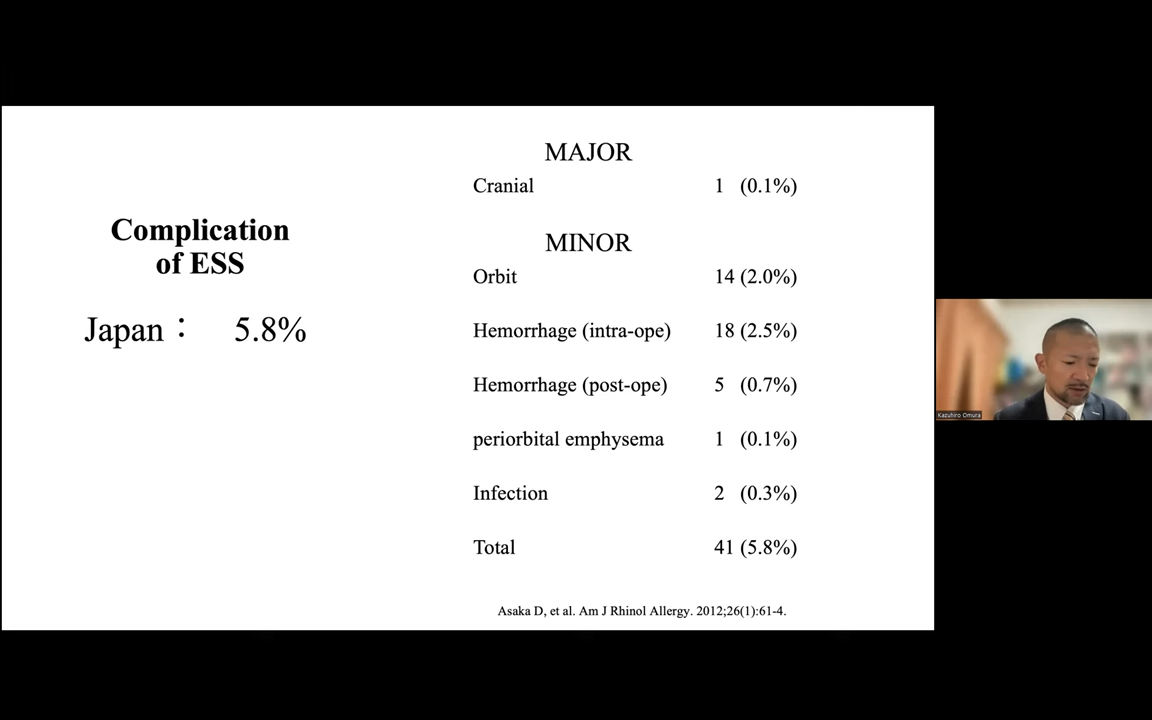 Complication
of ESS
Japan： 5.8%
MAJOR
Cranial 1 (0.1%)
MINOR
Orbit 14 (2.0%)
Hemorrhage (intra-ope) 18 (2.5%)
Hemorrhage (post-ope) 5 (0.7%)
periorbital emphysema 1 (0.1%)
Infection 2 (0.3%)
Total 41 (5.8%)
Asaka D, et al. Am J Rhinol Allergy. 2012;26(1):61-4.
Kazuhiro Omura